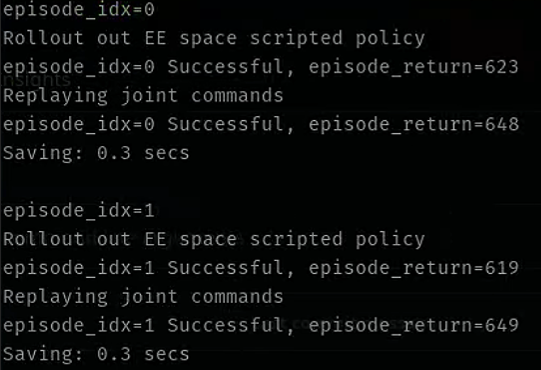 episode_idx=0
Rollout out EE space scripted policy
episode_idx=0 Successful, episode_return=623
Replaying joint commands
episode_idx=0 Successful, episode_return=648
Saving: 0.3 secs
episode_idx=1
Rollout out EE space scripted policy
episode_idx=1 Successful, episode_return=619
Replaying joint commands
episode_idx=1 Successful, episode_return=649
Saving: 0.3 secs